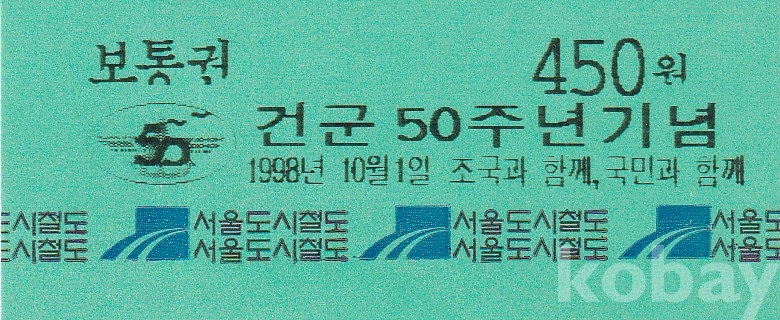 보통권 450원
50 건군 50주년기념
1998년 10월1일 조국과 함께, 국민과 함께
도시철도 서울도시철도 서울도시철도 서울도
도시철도 서울도시철도 서울도시철도 서울도
kobay